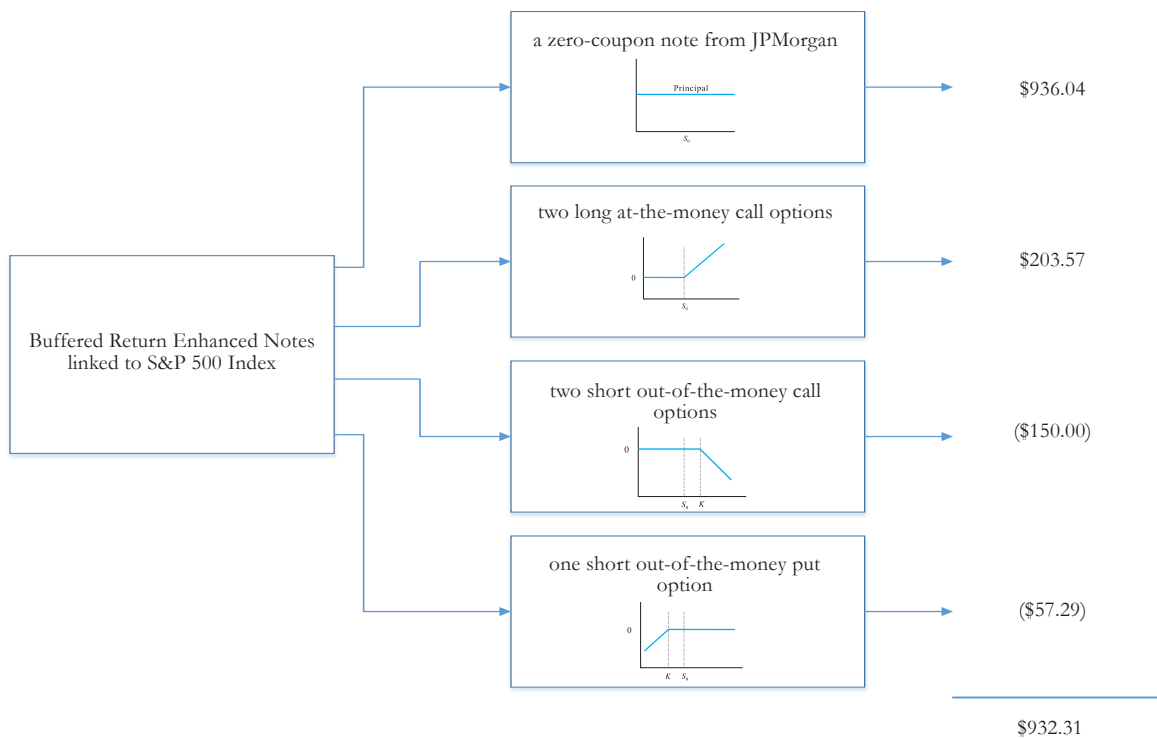 a zero-coupon note from JPMorgan
Principal
S0
$936.04
two long at-the-money call options
0
S0
$203.57
Buffered Return Enhanced Notes
linked to S&P 500 Index
two short out-of-the-money call
options
0
S0 K
($150.00)
one short out-of-the-money put
option
0
K S0
($57.29)
$932.31